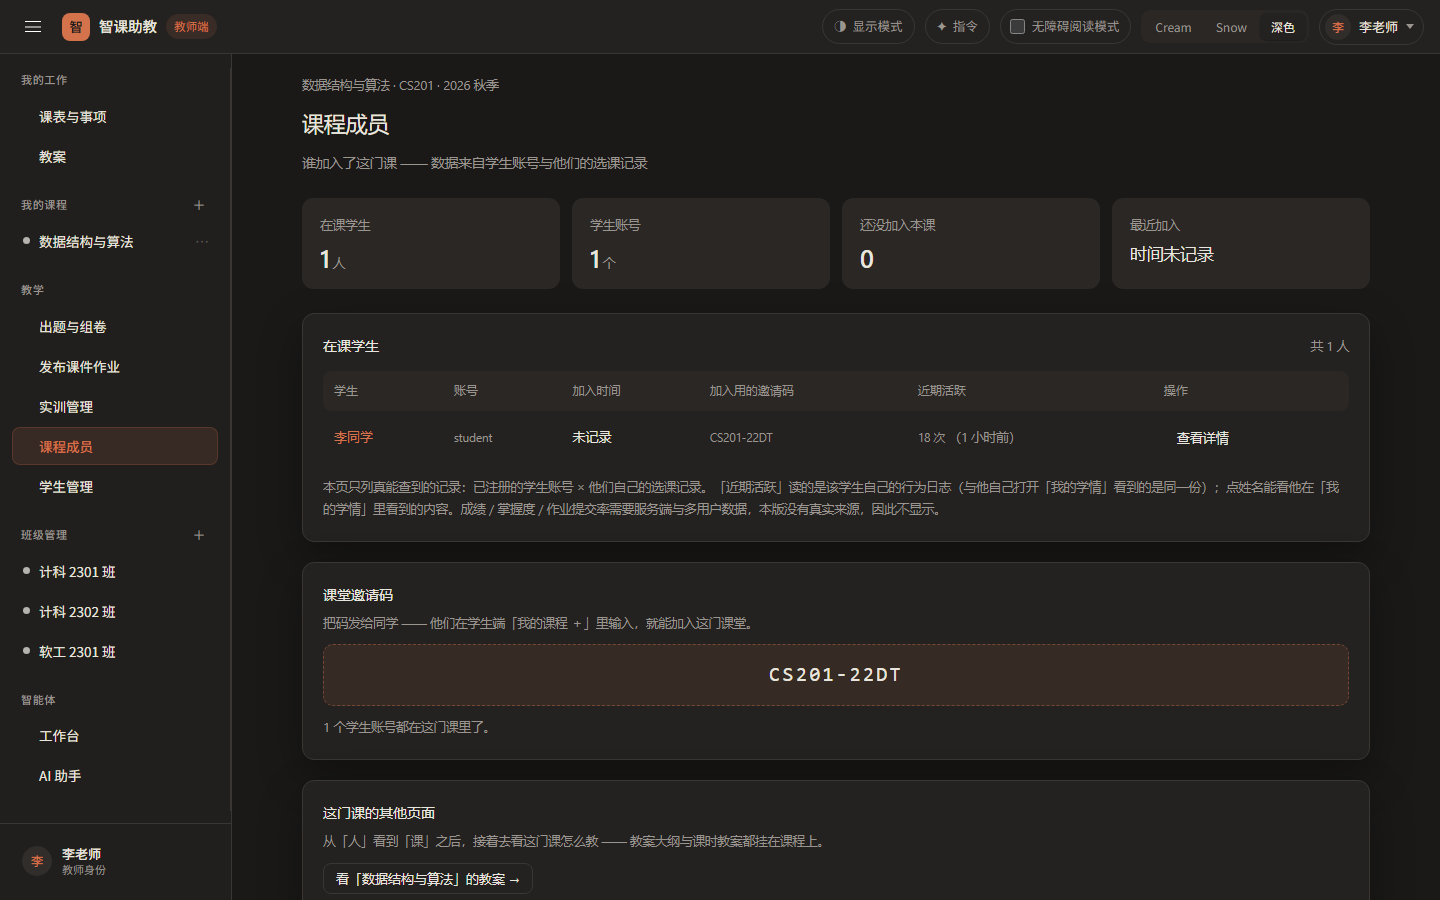 智 智课助教 教师端
显示模式
指令
无障碍阅读模式
Cream Snow 深色
李 李老师
我的工作
课表与事项
教案
我的课程 +
数据结构与算法 ···
教学
出题与组卷
发布课件作业
实训管理
课程成员
学生管理
班级管理 +
计科 2301 班
计科 2302 班
软工 2301 班
智能体
工作台
AI 助手
李 李老师
教师身份
数据结构与算法 · CS201 · 2026 秋季
课程成员
谁加入了这门课 —— 数据来自学生账号与他们的选课记录
在课学生
1人
学生账号
1个
还没加入本课
0
最近加入
时间未记录
在课学生 共 1 人
学生 账号 加入时间 加入用的邀请码 近期活跃 操作
李同学 student 未记录 CS201-22DT 18 次 （1 小时前） 查看详情
本页只列真能查到的记录：已注册的学生账号 × 他们自己的选课记录。「近期活跃」读的是该学生自己的行为日志（与他自己打开「我的学情」看到的是同一份）；点姓名能看他在「我
的学情」里看到的内容。成绩 / 掌握度 / 作业提交率需要服务端与多用户数据，本版没有真实来源，因此不显示。
课堂邀请码
把码发给同学 —— 他们在学生端「我的课程 +」里输入，就能加入这门课堂。
CS201-22DT
1 个学生账号都在这门课里了。
这门课的其他页面
从「人」看到「课」之后，接着去看这门课怎么教 —— 教案大纲与课时教案都挂在课程上。
看「数据结构与算法」的教案 →